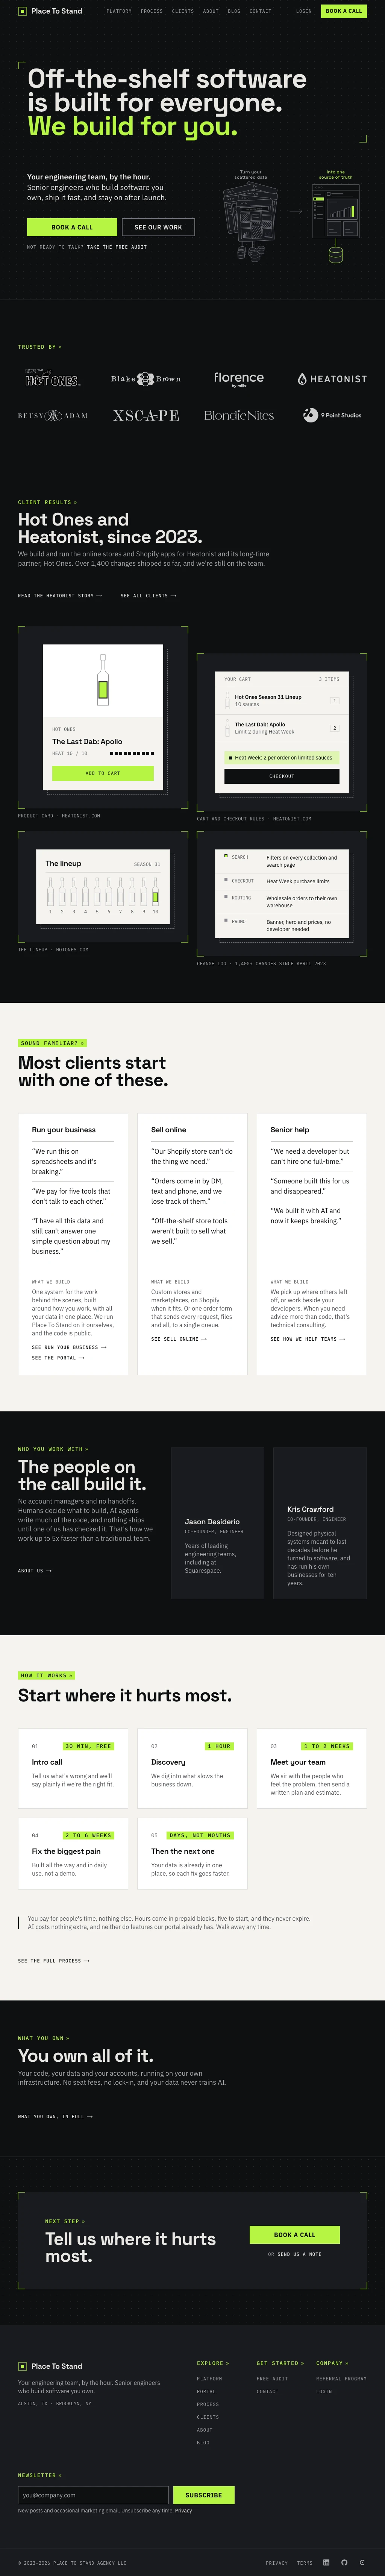 Place To Stand
PLATFORM PROCESS CLIENTS ABOUT BLOG CONTACT LOGIN BOOK A CALL
Off-the-shelf software
is built for everyone.
We build for you.
Your engineering team, by the hour.
Senior engineers who build software you
own, ship it fast, and stay on after launch.
BOOK A CALL SEE OUR WORK
NOT READY TO TALK? TAKE THE FREE AUDIT
Turn your
scattered data
Into one
source of truth
TRUSTED BY
HOT ONES
Blake Brown
florence
by mills
HEATONIST
BETSY ADAM
XSCAPE
BlondieNites
9 Point Studios
CLIENT RESULTS
Hot Ones and
Heatonist, since 2023.
We build and run the online stores and Shopify apps for Heatonist and its long-time
partner, Hot Ones. Over 1,400 changes shipped so far, and we're still on the team.
READ THE HEATONIST STORY → SEE ALL CLIENTS →
HOT ONES
The Last Dab: Apollo
HEAT 10 / 10
ADD TO CART
PRODUCT CARD · HEATONIST.COM
YOUR CART 3 ITEMS
Hot Ones Season 31 Lineup
10 sauces
1
The Last Dab: Apollo
Limit 2 during Heat Week
2
Heat Week: 2 per order on limited sauces
CHECKOUT
CART AND CHECKOUT RULES · HEATONIST.COM
The lineup SEASON 31
1 2 3 4 5 6 7 8 9 10
THE LINEUP · HOTONES.COM
SEARCH Filters on every collection and
search page
CHECKOUT Heat Week purchase limits
ROUTING Wholesale orders to their own
warehouse
PROMO Banner, hero and prices, no
developer needed
CHANGE LOG · 1,400+ CHANGES SINCE APRIL 2023
SOUND FAMILIAR?
Most clients start
with one of these.
Run your business
“We run this on
spreadsheets and it's
breaking.”
“We pay for five tools that
don't talk to each other.”
“I have all this data and
still can't answer one
simple question about my
business.”
WHAT WE BUILD
One system for the work
behind the scenes, built
around how you work, with all
your data in one place. We run
Place To Stand on it ourselves,
and the code is public.
SEE RUN YOUR BUSINESS →
SEE THE PORTAL →
Sell online
“Our Shopify store can't do
the thing we need.”
“Orders come in by DM,
text and phone, and we
lose track of them.”
“Off-the-shelf store tools
weren't built to sell what
we sell.”
WHAT WE BUILD
Custom stores and
marketplaces, on Shopify
when it fits. Or one order form
that sends every request, files
and all, to a single queue.
SEE SELL ONLINE →
Senior help
“We need a developer but
can't hire one full-time.”
“Someone built this for us
and disappeared.”
“We built it with AI and
now it keeps breaking.”
WHAT WE BUILD
We pick up where others left
off, or work beside your
developers. When you need
advice more than code, that's
technical consulting.
SEE HOW WE HELP TEAMS →
WHO YOU WORK WITH
The people on
the call build it.
No account managers and no handoffs.
Humans decide what to build, AI agents
write much of the code, and nothing ships
until one of us has checked it. That's how we
work up to 5x faster than a traditional team.
ABOUT US →
Jason Desiderio
CO-FOUNDER, ENGINEER
Years of leading
engineering teams,
including at
Squarespace.
Kris Crawford
CO-FOUNDER, ENGINEER
Designed physical
systems meant to last
decades before he
turned to software, and
has run his own
businesses for ten
years.
HOW IT WORKS
Start where it hurts most.
01 30 MIN, FREE
Intro call
Tell us what's wrong and we'll
say plainly if we're the right fit.
02 1 HOUR
Discovery
We dig into what slows the
business down.
03 1 TO 2 WEEKS
Meet your team
We sit with the people who
feel the problem, then send a
written plan and estimate.
04 2 TO 6 WEEKS
Fix the biggest pain
Built all the way and in daily
use, not a demo.
05 DAYS, NOT MONTHS
Then the next one
Your data is already in one
place, so each fix goes faster.
You pay for people's time, nothing else. Hours come in prepaid blocks, five to start, and they never expire.
AI costs nothing extra, and neither do features our portal already has. Walk away any time.
SEE THE FULL PROCESS →
WHAT YOU OWN
You own all of it.
Your code, your data and your accounts, running on your own
infrastructure. No seat fees, no lock-in, and your data never trains AI.
WHAT YOU OWN, IN FULL →
NEXT STEP
Tell us where it hurts
most.
BOOK A CALL
OR SEND US A NOTE
Place To Stand
Your engineering team, by the hour. Senior engineers
who build software you own.
AUSTIN, TX · BROOKLYN, NY
EXPLORE
PLATFORM
PORTAL
PROCESS
CLIENTS
ABOUT
BLOG
GET STARTED
FREE AUDIT
CONTACT
COMPANY
REFERRAL PROGRAM
LOGIN
NEWSLETTER
you@company.com SUBSCRIBE
New posts and occasional marketing email. Unsubscribe any time. Privacy
© 2023–2026 PLACE TO STAND AGENCY LLC PRIVACY TERMS